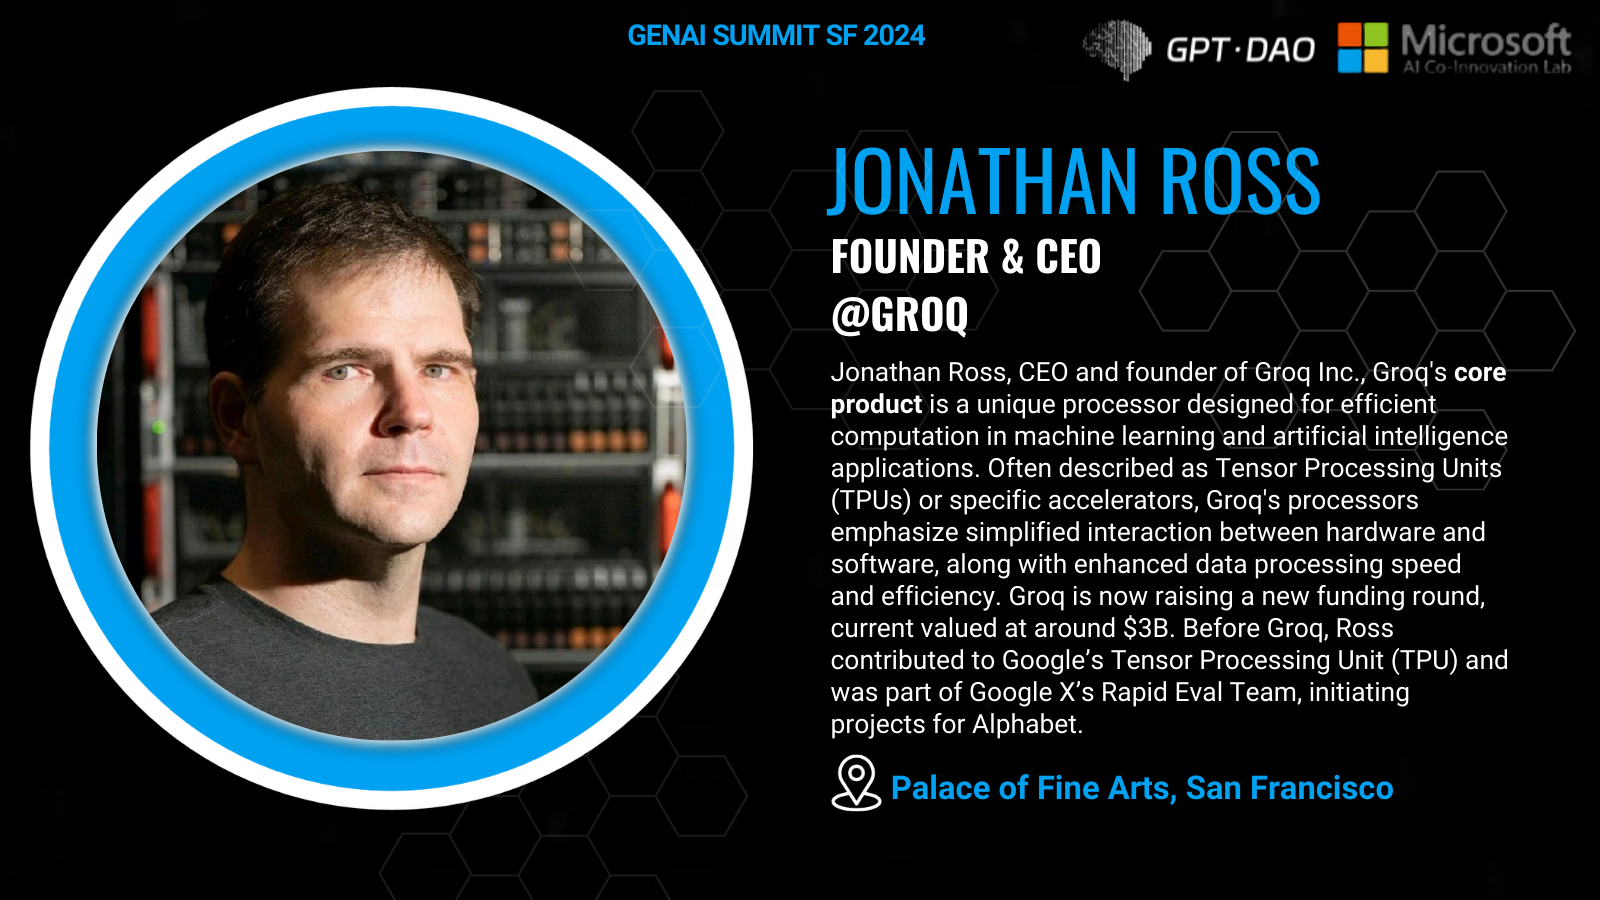 GENAI SUMMIT SF 2024
GPT·DAO
Microsoft
AI Co-Innovation Lab
JONATHAN ROSS
FOUNDER & CEO
@GROQ
Jonathan Ross, CEO and founder of Groq Inc., Groq's core
product is a unique processor designed for efficient
computation in machine learning and artificial intelligence
applications. Often described as Tensor Processing Units
(TPUs) or specific accelerators, Groq's processors
emphasize simplified interaction between hardware and
software, along with enhanced data processing speed
and efficiency. Groq is now raising a new funding round,
current valued at around $3B. Before Groq, Ross
contributed to Google’s Tensor Processing Unit (TPU) and
was part of Google X’s Rapid Eval Team, initiating
projects for Alphabet.
Palace of Fine Arts, San Francisco